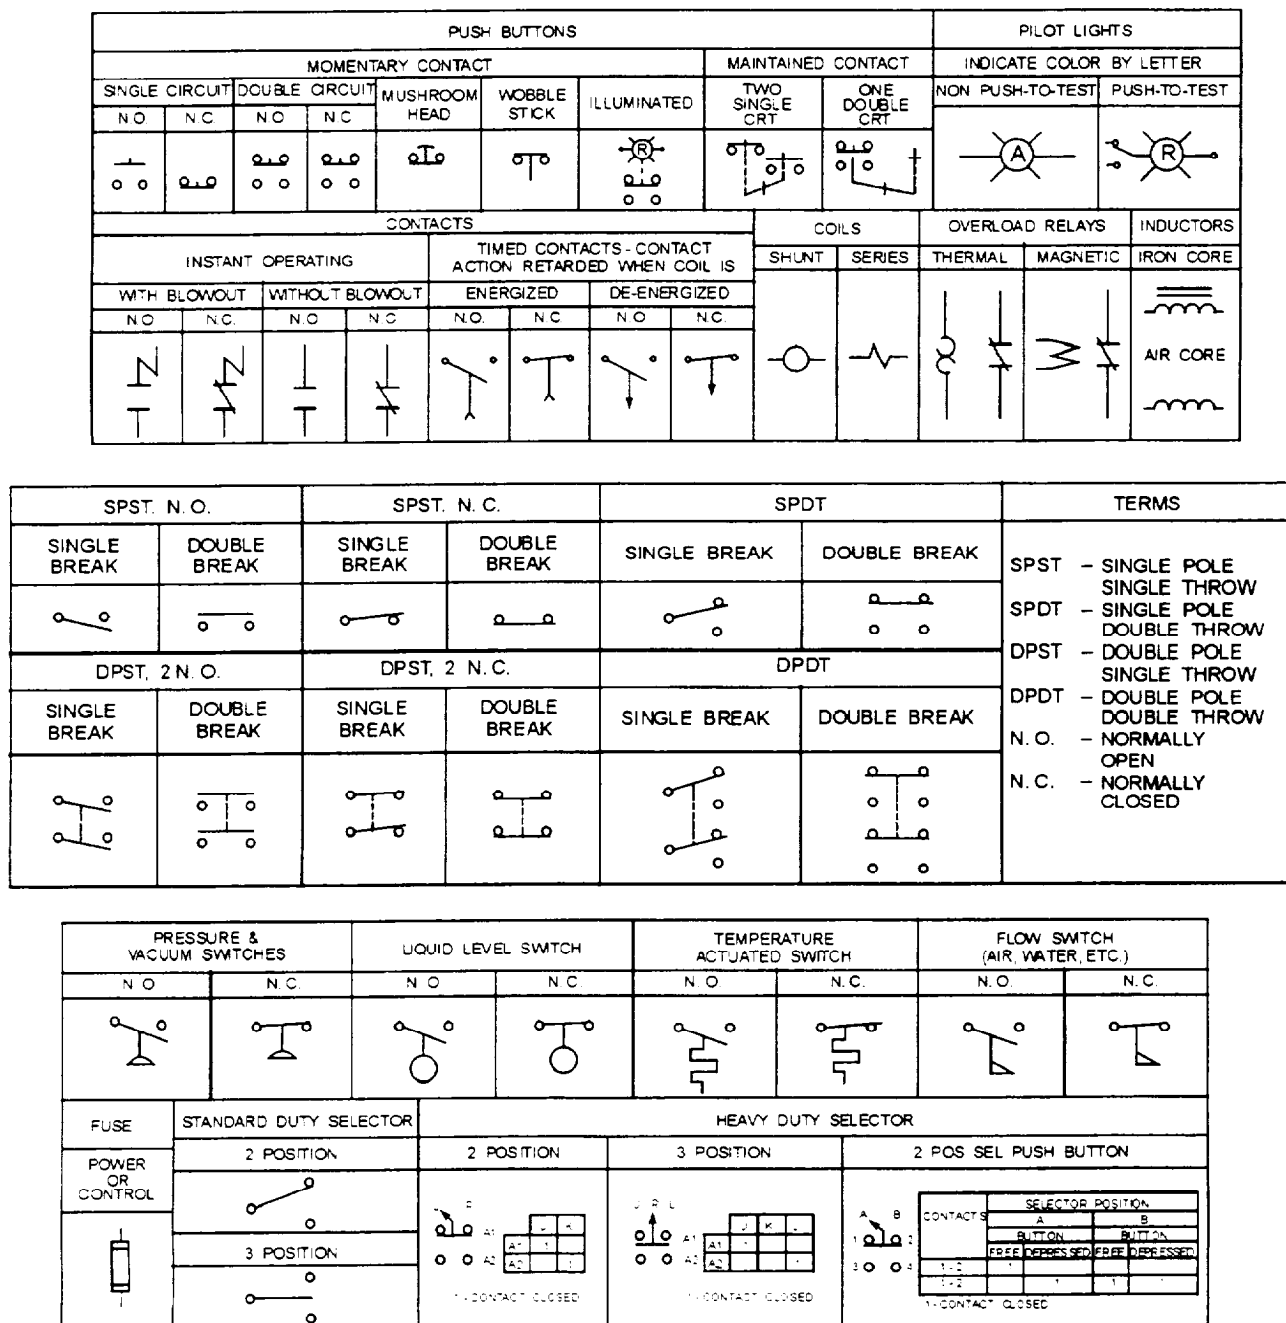 PUSH BUTTONS
PILOT LIGHTS
MOMENTARY CONTACT
MAINTAINED CONTACT
INDICATE COLOR BY LETTER
SINGLE CIRCUIT
DOUBLE CIRCUIT
MUSHROOM
HEAD
WOBBLE
STICK
ILLUMINATED
TWO
SINGLE
CRT
ONE
DOUBLE
CRT
NON PUSH-TO-TEST
PUSH-TO-TEST
N.O
N.C
N.O
N.C
R
A
R
CONTACTS
COILS
OVERLOAD RELAYS
INDUCTORS
INSTANT OPERATING
TIMED CONTACTS - CONTACT
ACTION RETARDED WHEN COIL IS
SHUNT
SERIES
THERMAL
MAGNETIC
IRON CORE
WITH BLOWOUT
WITHOUT BLOWOUT
ENERGIZED
DE-ENERGIZED
N.O
N.C.
N.O
N.C
N.O.
N.C
N.O
N.C.
AIR CORE
SPST. N. O.
SPST. N. C.
SPDT
TERMS
SINGLE
BREAK
DOUBLE
BREAK
SINGLE
BREAK
DOUBLE
BREAK
SINGLE BREAK
DOUBLE BREAK
SPST – SINGLE POLE
SINGLE THROW
SPDT – SINGLE POLE
DOUBLE THROW
DPST – DOUBLE POLE
SINGLE THROW
DPDT – DOUBLE POLE
DOUBLE THROW
N. O. – NORMALLY
OPEN
N. C. – NORMALLY
CLOSED
DPST, 2 N. O.
DPST, 2 N. C.
DPDT
SINGLE
BREAK
DOUBLE
BREAK
SINGLE
BREAK
DOUBLE
BREAK
SINGLE BREAK
DOUBLE BREAK
PRESSURE &
VACUUM SWITCHES
LIQUID LEVEL SWITCH
TEMPERATURE
ACTUATED SWITCH
FLOW SWITCH
(AIR, WATER, ETC.)
N. O
N. C.
N. O
N. C.
N. O.
N. C.
N. O.
N. C.
FUSE
STANDARD DUTY SELECTOR
HEAVY DUTY SELECTOR
POWER
OR
CONTROL
2 POSITION
3 POSITION
2 POSITION
3 POSITION
2 POS SEL PUSH BUTTON
A1
A2
J K
A1 1
A2
1 - CONTACT CLOSED
A1
A2
J K
A1
A2
1 - CONTACT CLOSED
A B
1 2
3 4
CONTACTS
SELECTOR POSITION
A
B
BUTTON
BUTTON
FREE DEPRESSED FREE DEPRESSED
1 - 2
1 - CONTACT CLOSED